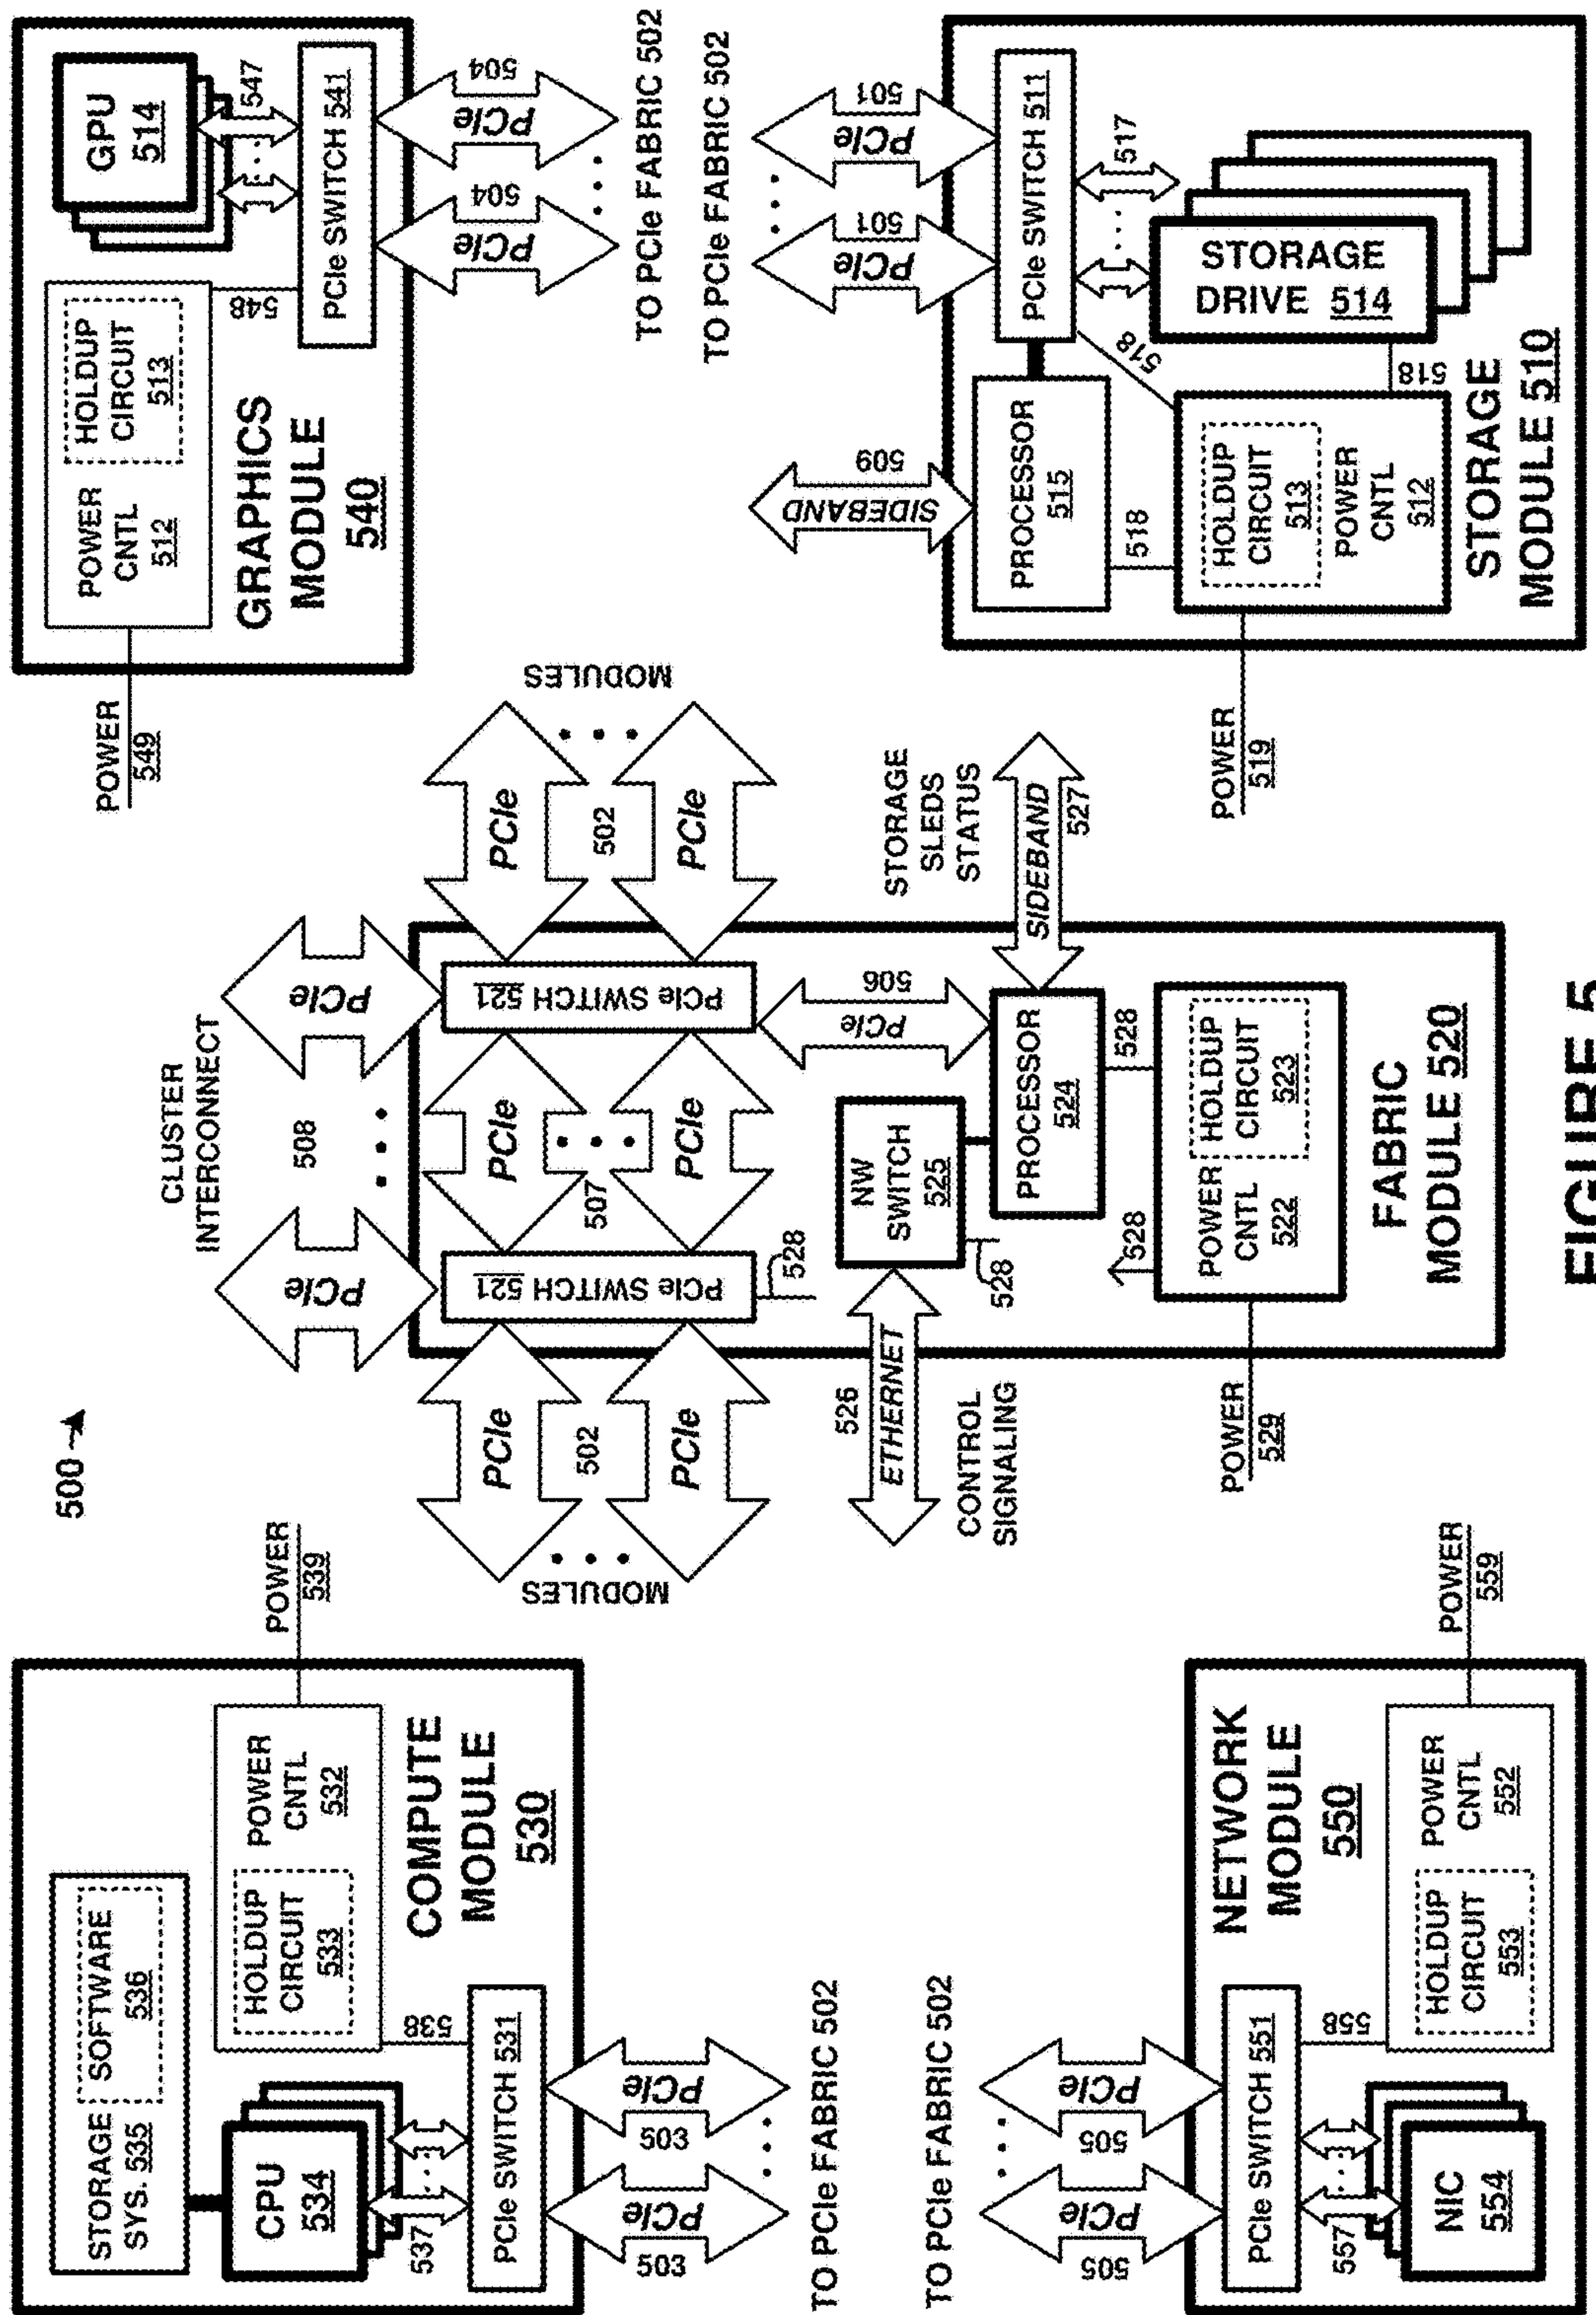 500
STORAGE
SYS. 535
SOFTWARE
536
CPU
534
537
HOLDUP
CIRCUIT
533
POWER
CNTL
532
POWER
539
538
PCIe SWITCH 531
COMPUTE
MODULE
530
PCIe
503
PCIe
503
TO PCIe FABRIC 502
TO PCIe FABRIC 502
PCIe
505
PCIe
505
PCIe SWITCH 551
NETWORK
MODULE
550
557
558
NIC
554
HOLDUP
CIRCUIT
553
POWER
CNTL
552
POWER
559
CLUSTER
INTERCONNECT
508
PCIe
PCIe
MODULES
PCIe
502
PCIe
PCIe SWITCH 521
PCIe
507
PCIe
PCIe SWITCH 521
PCIe
502
PCIe
MODULES
528
PCIe
506
526
ETHERNET
CONTROL
SIGNALING
NW
SWITCH
525
528
PROCESSOR
524
STORAGE
SLEDS
STATUS
SIDEBAND
527
528
528
POWER
529
POWER
CNTL
522
HOLDUP
CIRCUIT
523
FABRIC
MODULE 520
POWER
549
POWER
CNTL
512
HOLDUP
CIRCUIT
513
GPU
514
547
548
PCIe SWITCH 541
GRAPHICS
MODULE
540
PCIe
504
PCIe
504
TO PCIe FABRIC 502
TO PCIe FABRIC 502
SIDEBAND
509
PCIe
501
PCIe
501
PROCESSOR
515
PCIe SWITCH 511
518
518
517
POWER
519
HOLDUP
CIRCUIT
513
POWER
CNTL
512
518
STORAGE
DRIVE 514
STORAGE
MODULE 510
FIGURE 5